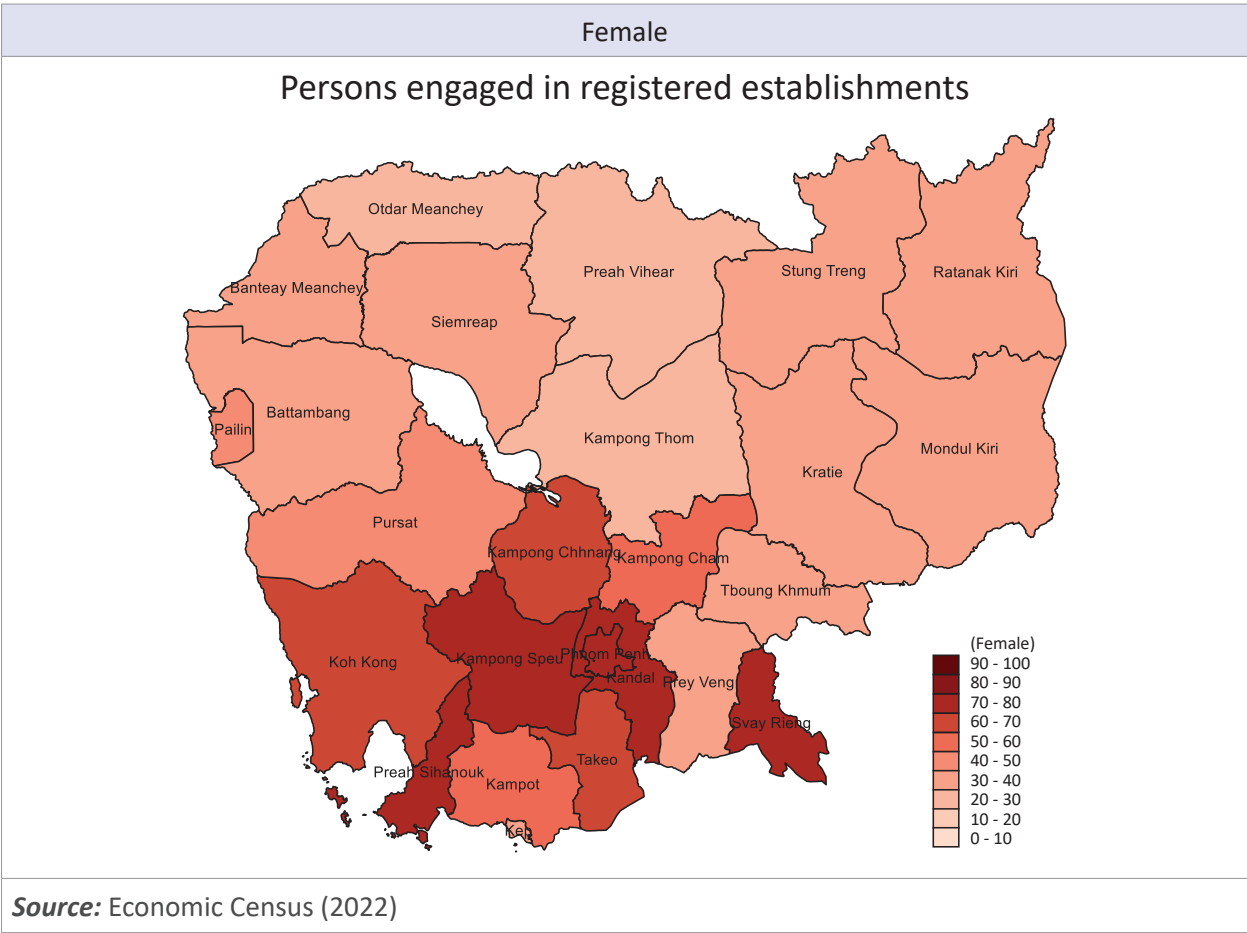 Female
Persons engaged in registered establishments
Otdar Meanchey
Preah Vihear
Stung Treng
Ratanak Kiri
Banteay Meanchey
Siemreap
Battambang
Pailin
Kampong Thom
Mondul Kiri
Kratie
Pursat
Kampong Chhnang
Kampong Cham
Tboung Khmum
Koh Kong
Kampong Speu
Phnom Penh
Kandal
Prey Veng
Svay Rieng
Takeo
Preah Sihanouk
Kampot
Kep
(Female)
90 - 100
80 - 90
70 - 80
60 - 70
50 - 60
40 - 50
30 - 40
20 - 30
10 - 20
0 - 10
Source: Economic Census (2022)